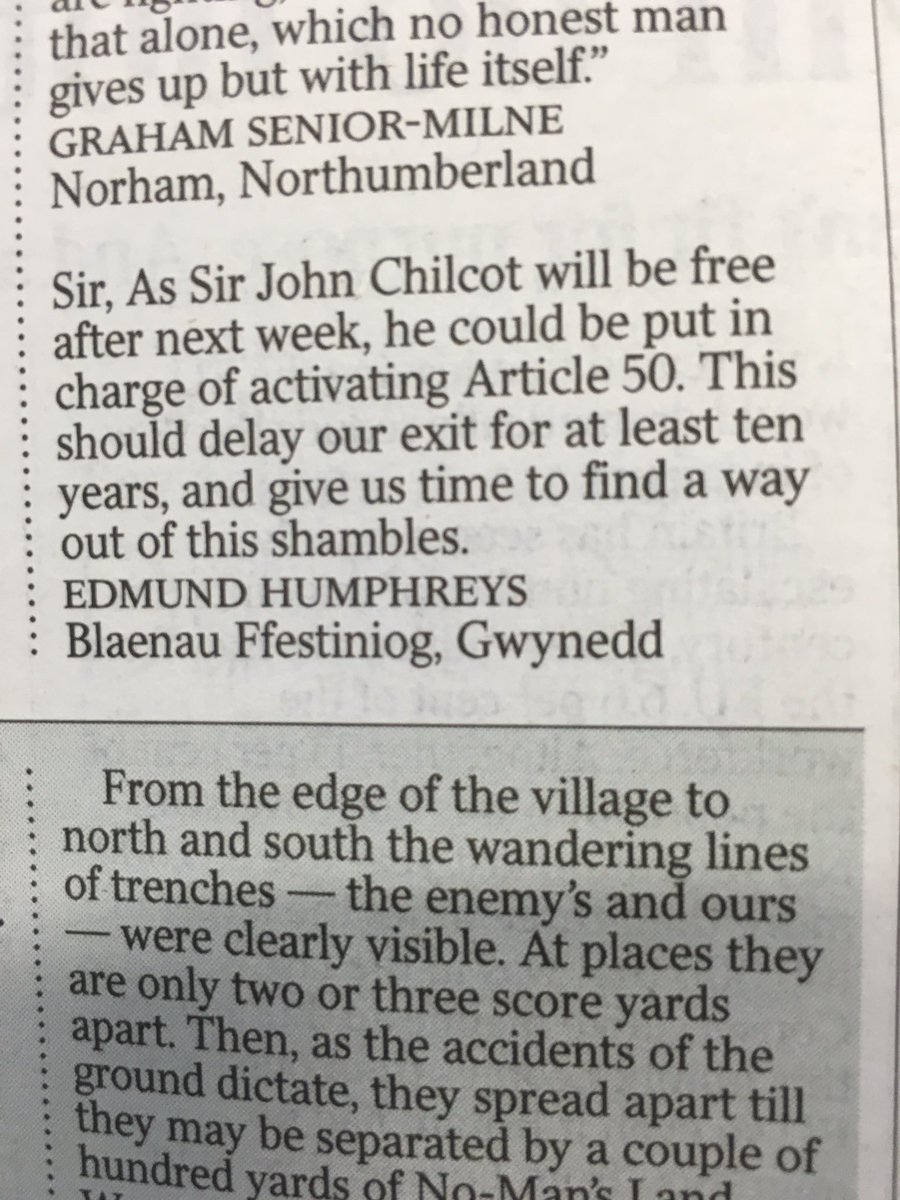 that alone, which no honest man
gives up but with life itself.”
GRAHAM SENIOR-MILNE
Norham, Northumberland
Sir, As Sir John Chilcot will be free
after next week, he could be put in
charge of activating Article 50. This
should delay our exit for at least ten
years, and give us time to find a way
out of this shambles.
EDMUND HUMPHREYS
Blaenau Ffestiniog, Gwynedd
From the edge of the village to
north and south the wandering lines
of trenches — the enemy’s and ours
— were clearly visible. At places they
are only two or three score yards
apart. Then, as the accidents of the
ground dictate, they spread apart till
they may be separated by a couple of
hundred yards of No-Man’s Land